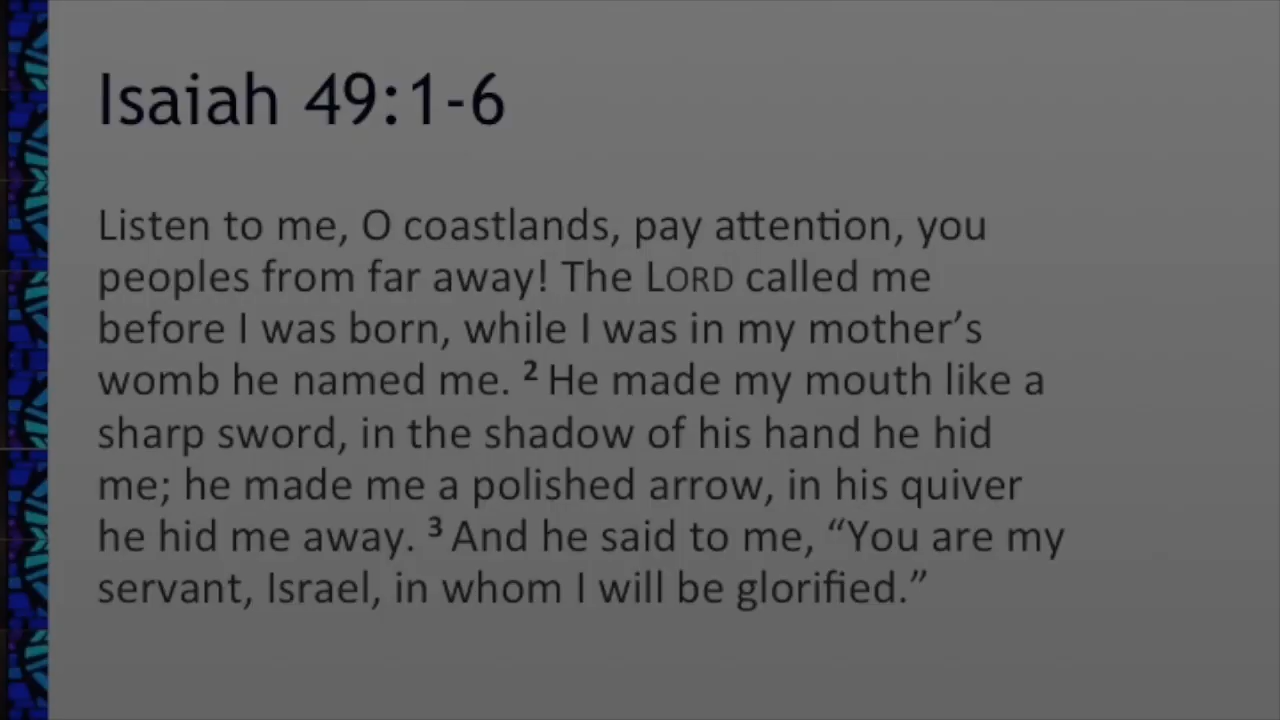 Isaiah 49:1-6
Listen to me, O coastlands, pay attention, you
peoples from far away! The LORD called me
before I was born, while I was in my mother’s
womb he named me. ² He made my mouth like a
sharp sword, in the shadow of his hand he hid
me; he made me a polished arrow, in his quiver
he hid me away. ³ And he said to me, “You are my
servant, Israel, in whom I will be glorified.”